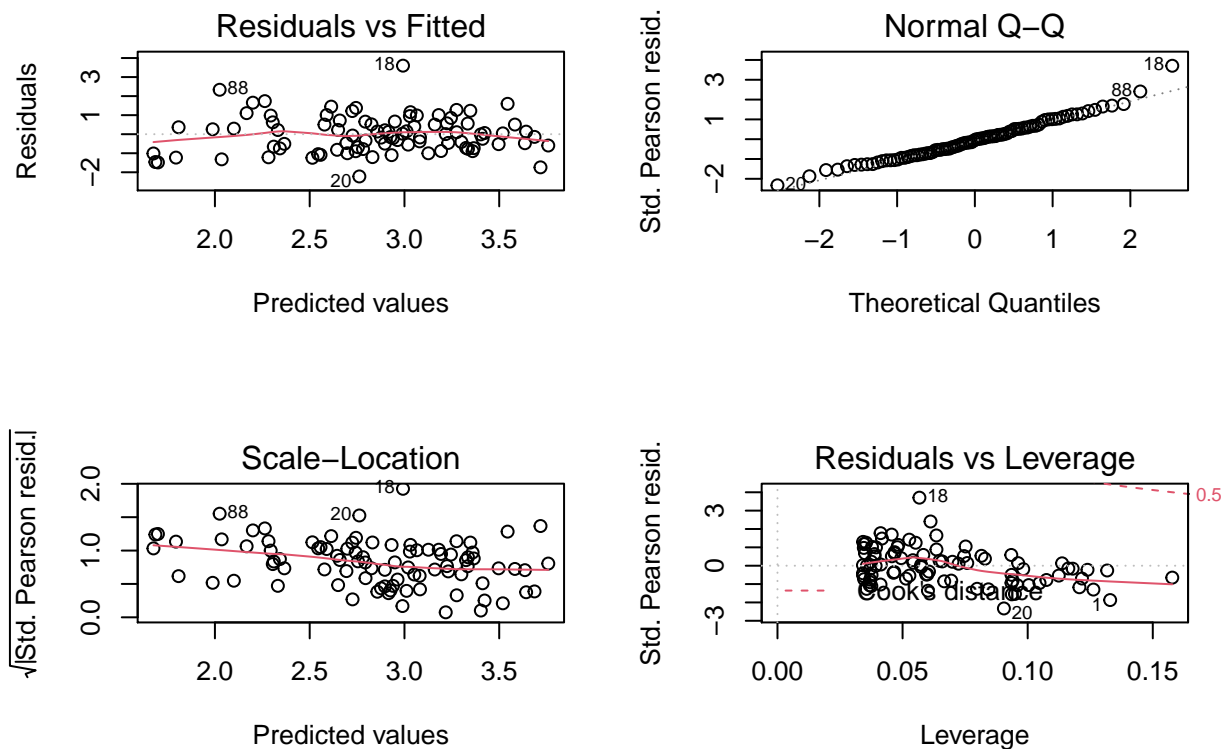 Residuals vs Fitted
Residuals
3
1
−2
18
88
20
2.0 2.5 3.0 3.5
Predicted values
Normal Q−Q
Std. Pearson resid.
3
1
−2
18
88
20
−2 −1 0 1 2
Theoretical Quantiles
Scale−Location
√|Std. Pearson resid.|
2.0
1.0
0.0
18
88
20
2.0 2.5 3.0 3.5
Predicted values
Residuals vs Leverage
Std. Pearson resid.
3
0
−3
18
0.5
Cook's distance
1
20
0.00 0.05 0.10 0.15
Leverage